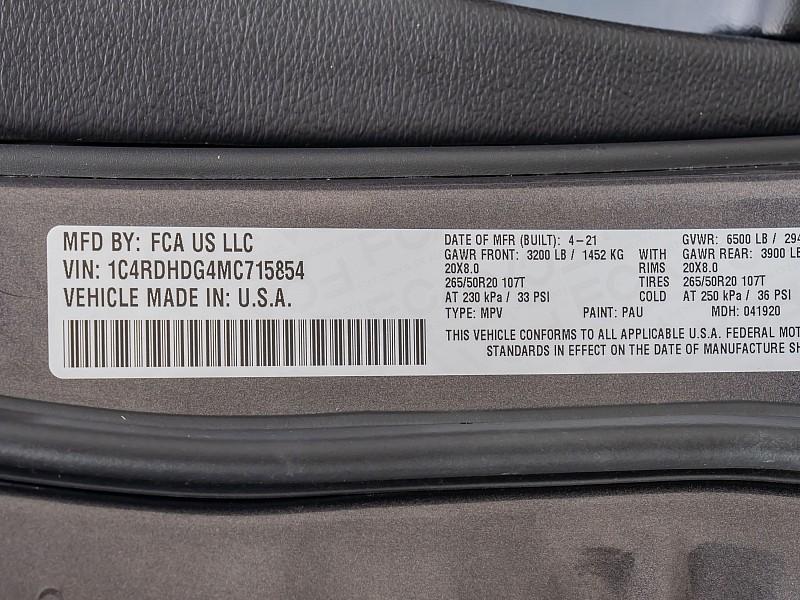 MFD BY: FCA US LLC
VIN: 1C4RDHDG4MC715854
VEHICLE MADE IN: U.S.A.
DATE OF MFR (BUILT): 4-21 GVWR: 6500 LB / 294
GAWR FRONT: 3200 LB / 1452 KG WITH GAWR REAR: 3900 LB
20X8.0 RIMS 20X8.0
265/50R20 107T TIRES 265/50R20 107T
AT 230 kPa / 33 PSI COLD AT 250 kPa / 36 PSI
TYPE: MPV PAINT: PAU MDH: 041920
THIS VEHICLE CONFORMS TO ALL APPLICABLE U.S.A. FEDERAL MOT
STANDARDS IN EFFECT ON THE DATE OF MANUFACTURE SH